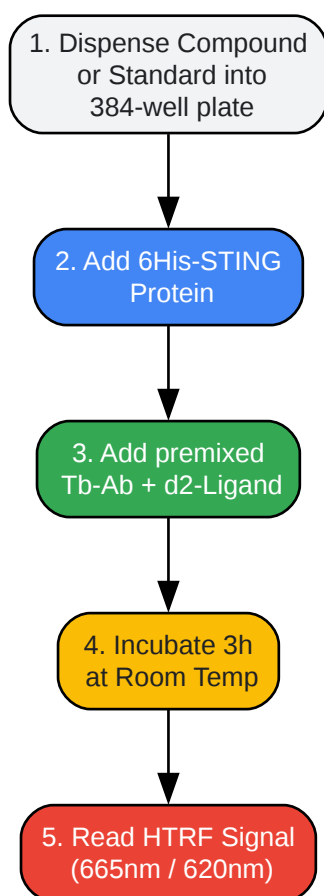 1. Dispense Compound
or Standard into
384-well plate
2. Add 6His-STING
Protein
3. Add premixed
Tb-Ab + d2-Ligand
4. Incubate 3h
at Room Temp
5. Read HTRF Signal
(665nm / 620nm)